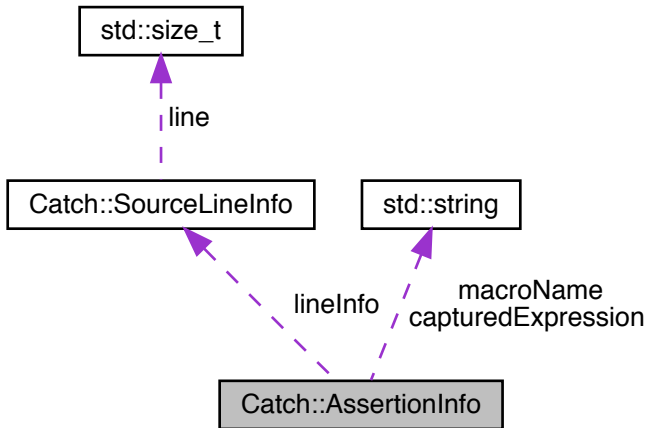 std::size_t
line
Catch::SourceLineInfo
std::string
lineInfo
macroName
capturedExpression
Catch::AssertionInfo